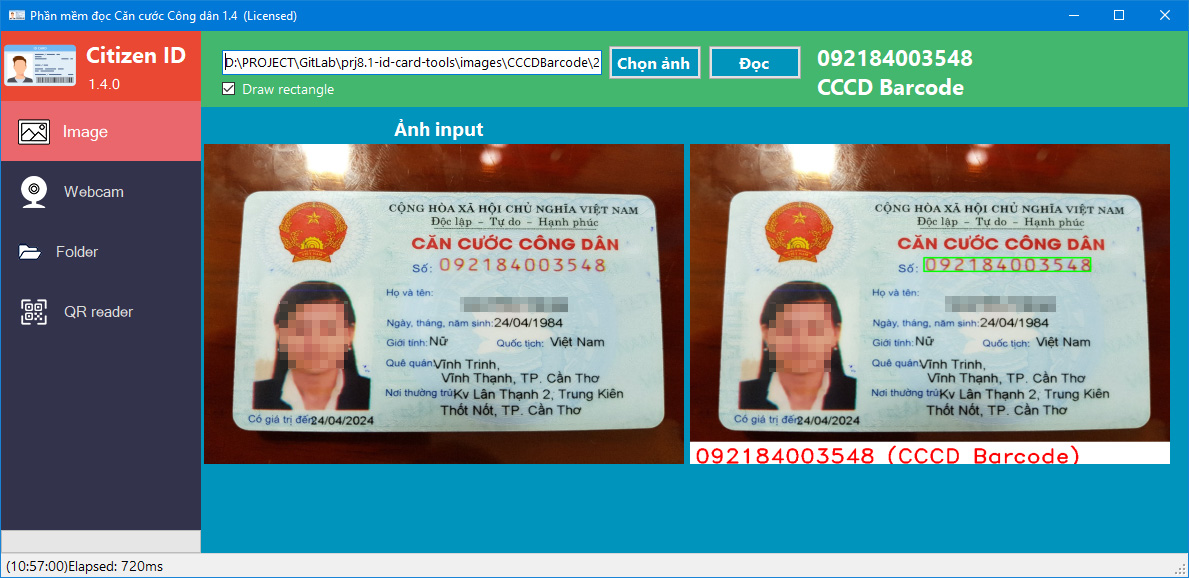 Phần mềm đọc Căn cước Công dân 1.4 (Licensed)
Citizen ID
1.4.0
Image
Webcam
Folder
QR reader
D:\PROJECT\GitLab\prj8.1-id-card-tools\images\CCCDBarcode\2
Chọn ảnh
Đọc
Draw rectangle
092184003548
CCCD Barcode
Ảnh input
CỘNG HÒA XÃ HỘI CHỦ NGHĨA VIỆT NAM
Độc lập - Tự do - Hạnh phúc
CĂN CƯỚC CÔNG DÂN
Số: 092184003548
Họ và tên:
Ngày, tháng, năm sinh:24/04/1984
Giới tính: Nữ Quốc tịch: Việt Nam
Quê quán Vĩnh Trinh,
Vĩnh Thạnh, TP. Cần Thơ
Nơi thường trú Kv Lân Thạnh 2, Trung Kiên
Thốt Nốt, TP. Cần Thơ
Có giá trị đến 24/04/2024
CỘNG HÒA XÃ HỘI CHỦ NGHĨA VIỆT NAM
Độc lập - Tự do - Hạnh phúc
CĂN CƯỚC CÔNG DÂN
Số: 092184003548
Họ và tên:
Ngày, tháng, năm sinh:24/04/1984
Giới tính: Nữ Quốc tịch: Việt Nam
Quê quán Vĩnh Trinh,
Vĩnh Thạnh, TP. Cần Thơ
Nơi thường trú Kv Lân Thạnh 2, Trung Kiên
Thốt Nốt, TP. Cần Thơ
Có giá trị đến 24/04/2024
092184003548 (CCCD Barcode)
(10:57:00)Elapsed: 720ms